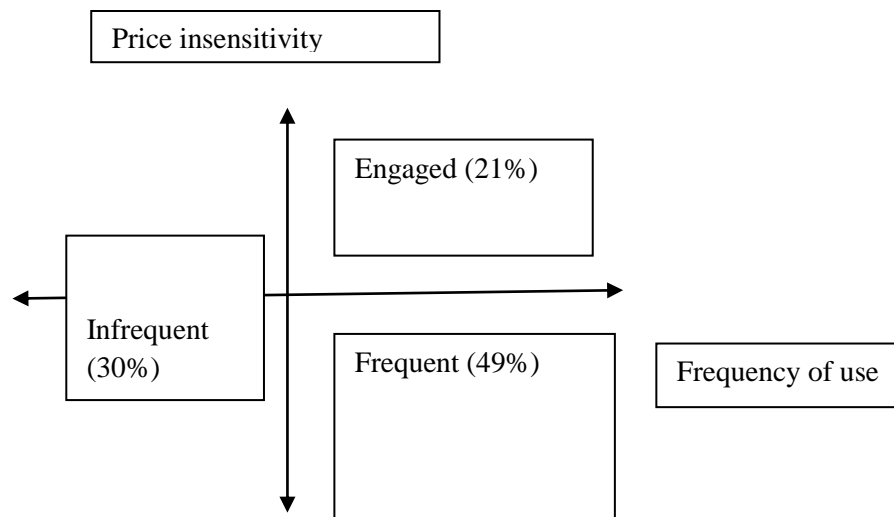 Price insensitivity
Engaged (21%)
Infrequent
(30%)
Frequent (49%)
Frequency of use